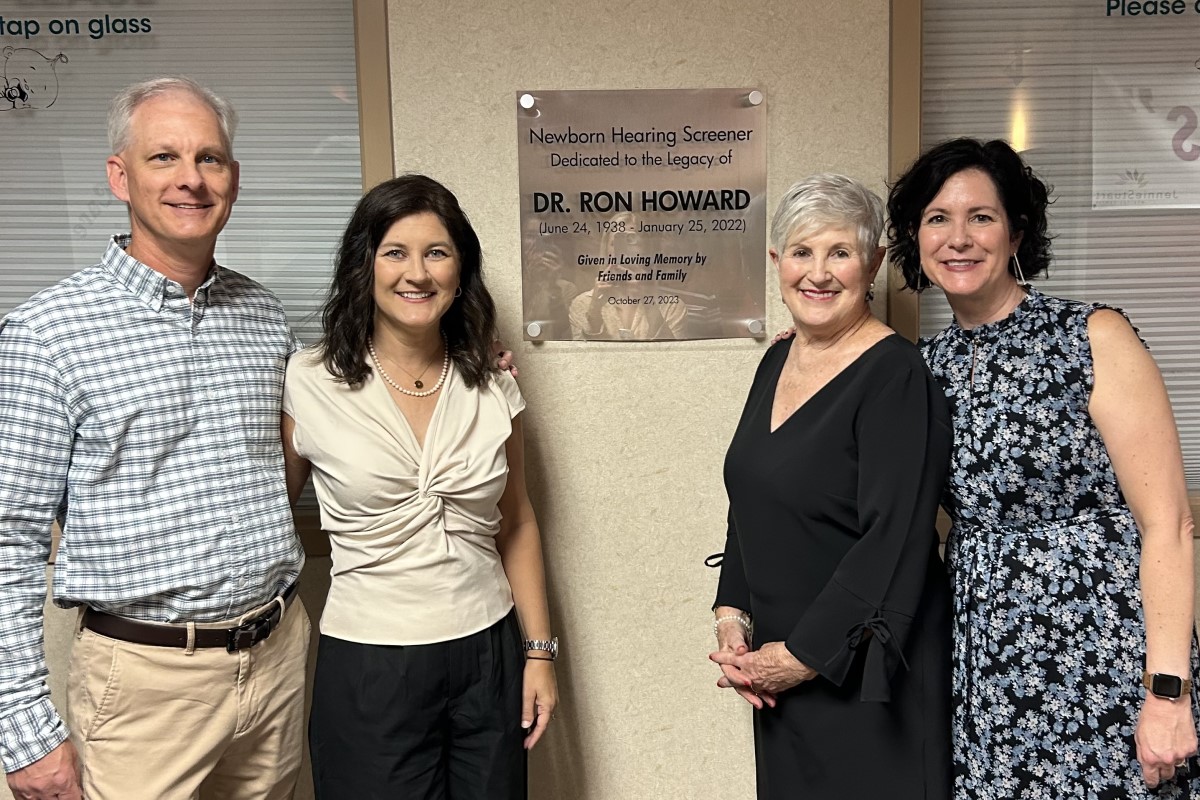 tap on glass
Please
Newborn Hearing Screener
Dedicated to the Legacy of
DR. RON HOWARD
(June 24, 1938 - January 25, 2022)
Given in Loving Memory by
Friends and Family
October 27, 2023
JannieStuart